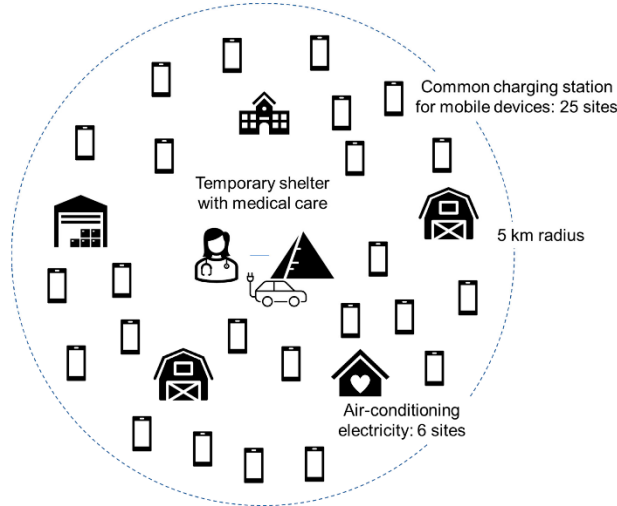 Common charging station
for mobile devices: 25 sites
Temporary shelter
with medical care
5 km radius
Air-conditioning
electricity: 6 sites